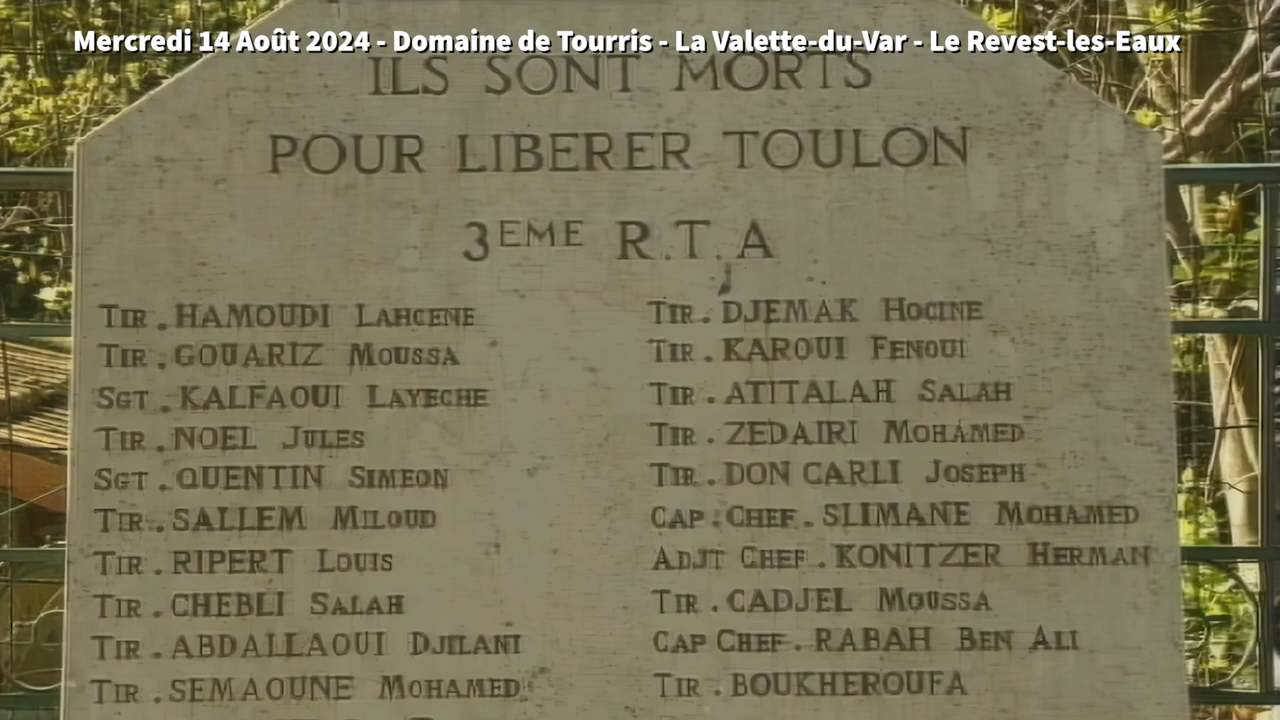 Mercredi 14 Août 2024 - Domaine de Tourris - La Valette-du-Var - Le Revest-les-Eaux
ILS SONT MORTS
POUR LIBERER TOULON
3EME R.T.A
TIR. HAMOUDI LAHCENE
TIR. GOUARIZ MOUSSA
SGT. KALFAOUI LAYECHE
TIR. NOEL JULES
SGT. QUENTIN SIMEON
TIR. SALLEM MILOUD
TIR. RIPERT LOUIS
TIR. CHEBLI SALAH
TIR. ABDALLAOUI DJILANI
TIR. SEMAOUNE MOHAMED
TIR. DJEMAK HOCINE
TIR. KAROUI FENOUI
TIR. ATITALAH SALAH
TIR. ZEDAIRI MOHAMED
TIR. DON CARLI JOSEPH
CAP. CHEF. SLIMANE MOHAMED
ADJT CHEF. KONITZER HERMAN
TIR. CADJEL MOUSSA
CAP CHEF. RABAH BEN ALI
TIR. BOUKHEROUFA